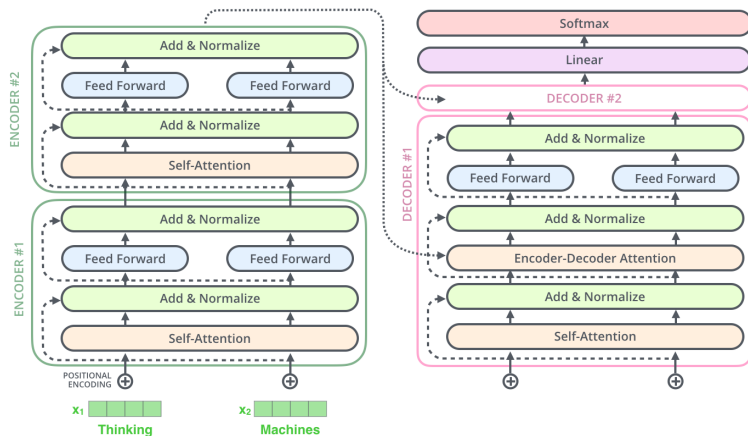 ENCODER #2
Add & Normalize
Feed Forward
Feed Forward
Add & Normalize
Self-Attention
ENCODER #1
Add & Normalize
Feed Forward
Feed Forward
Add & Normalize
Self-Attention
POSITIONAL
ENCODING
x₁
x₂
Thinking
Machines
Softmax
Linear
DECODER #2
DECODER #1
Add & Normalize
Feed Forward
Feed Forward
Add & Normalize
Encoder-Decoder Attention
Add & Normalize
Self-Attention